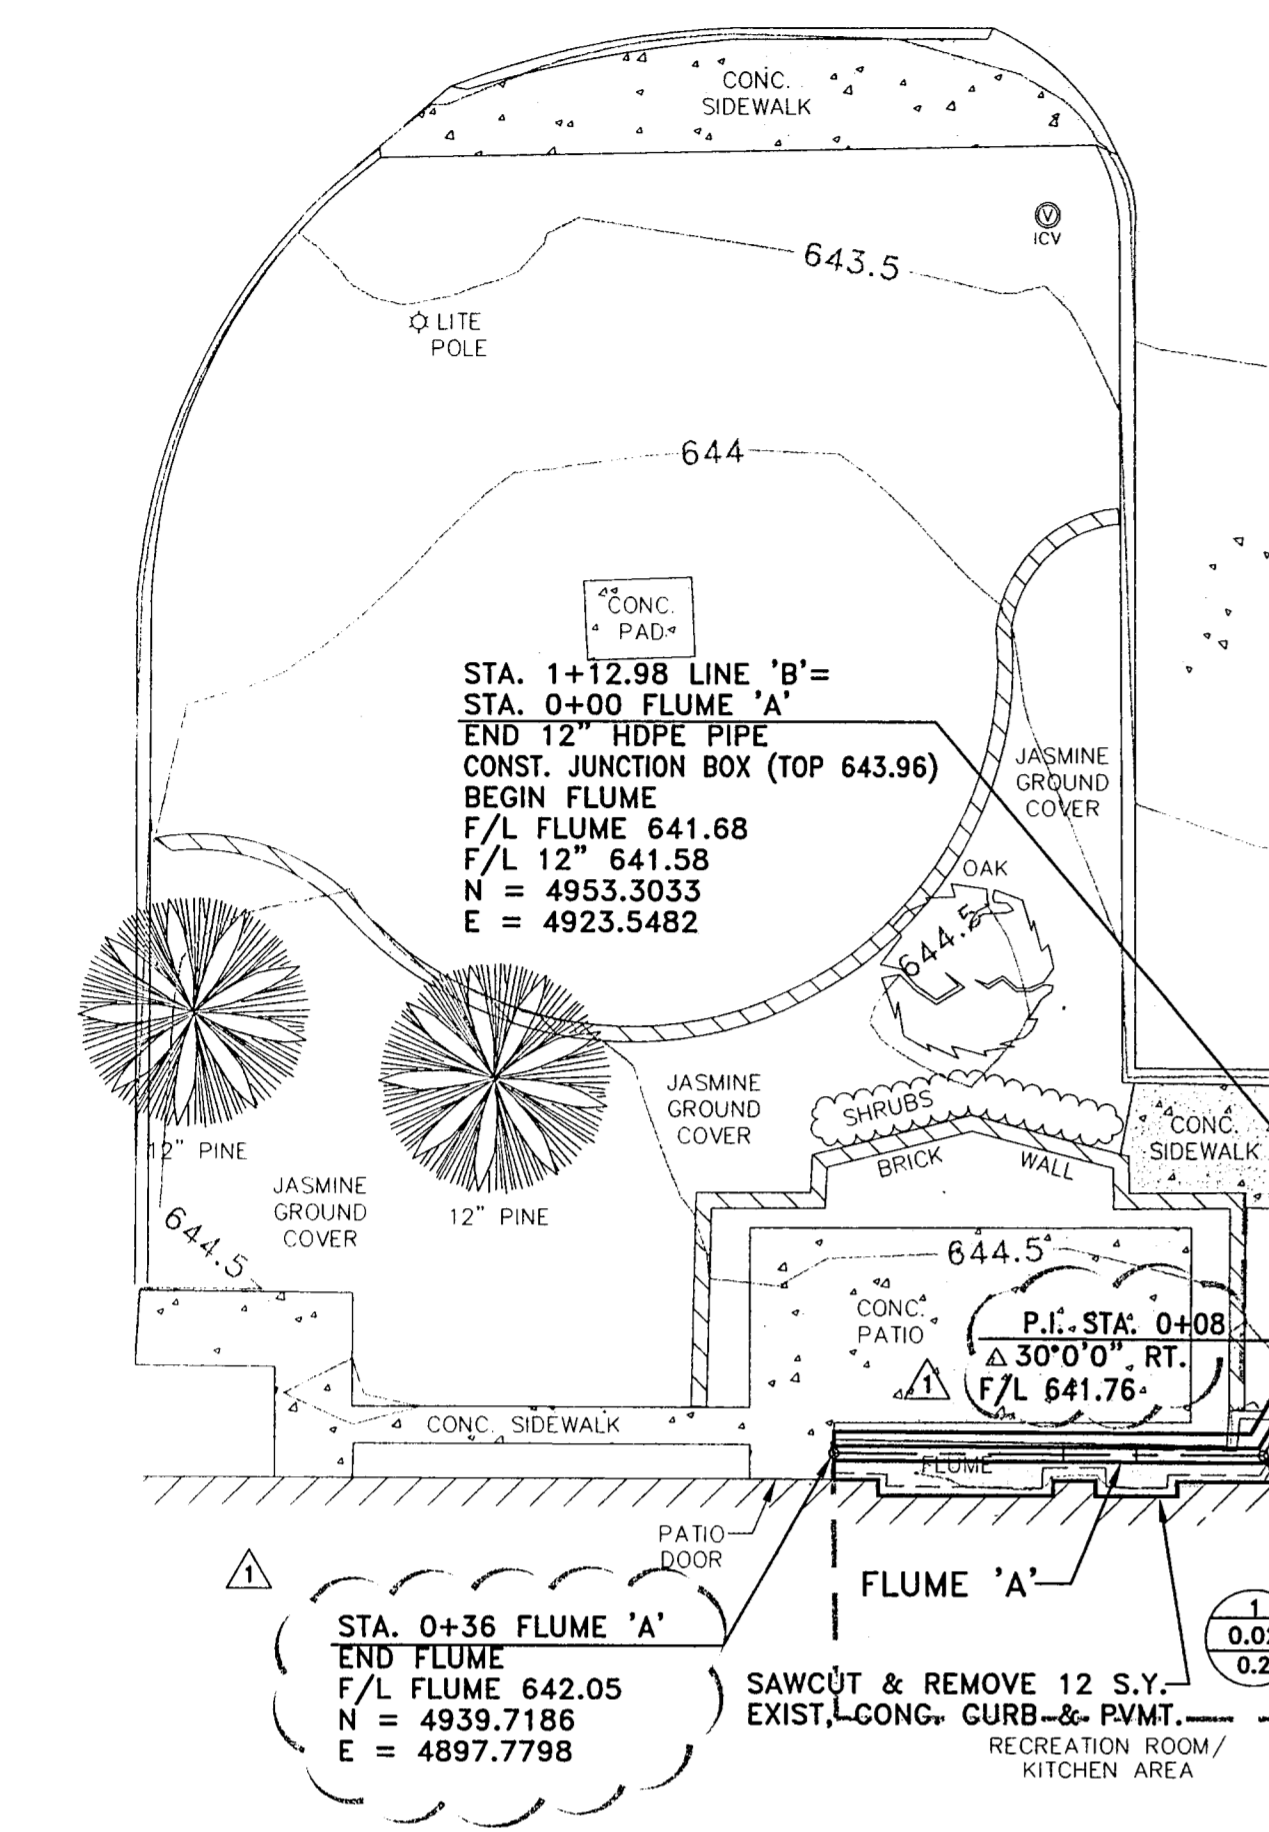 CONC.
SIDEWALK
V
ICV
643.5
LITE
POLE
644
CONC.
PAD
STA. 1+12.98 LINE 'B'=
STA. 0+00 FLUME 'A'
END 12" HDPE PIPE
CONST. JUNCTION BOX (TOP 643.96)
BEGIN FLUME
F/L FLUME 641.68
F/L 12" 641.58
N = 4953.3033
E = 4923.5482
JASMINE
GROUND
COVER
OAK
644.5
JASMINE
GROUND
COVER
SHRUBS
BRICK WALL
CONC.
SIDEWALK
12" PINE
12" PINE
JASMINE
GROUND
COVER
644.5
644.5
CONC.
PATIO
P.I. STA. 0+08
Δ 30°0'0" RT.
F/L 641.76
1
CONC. SIDEWALK
FLUME
PATIO
DOOR
FLUME 'A'
1
STA. 0+36 FLUME 'A'
END FLUME
F/L FLUME 642.05
N = 4939.7186
E = 4897.7798
1
SAWCUT & REMOVE 12 S.Y.
EXIST. CONC. CURB & PVMT.
RECREATION ROOM/
KITCHEN AREA